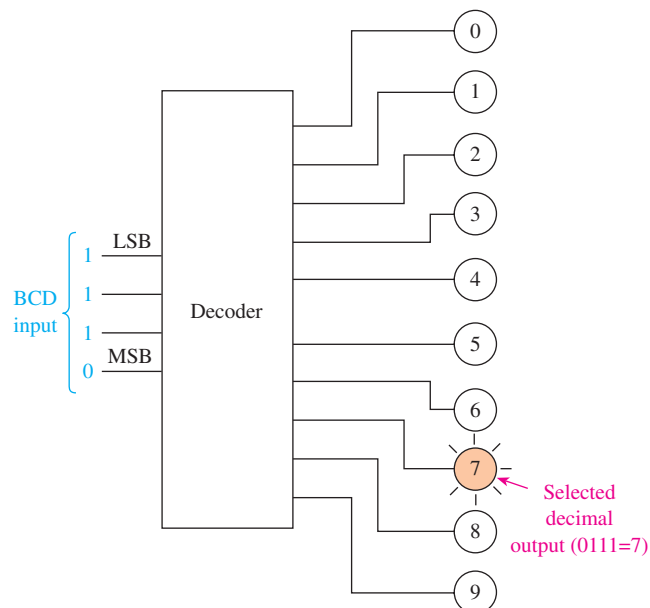 0
1
2
3
LSB
1
BCD
input
1
1
MSB
0
Decoder
4
5
6
7
Selected
decimal
output (0111=7)
8
9